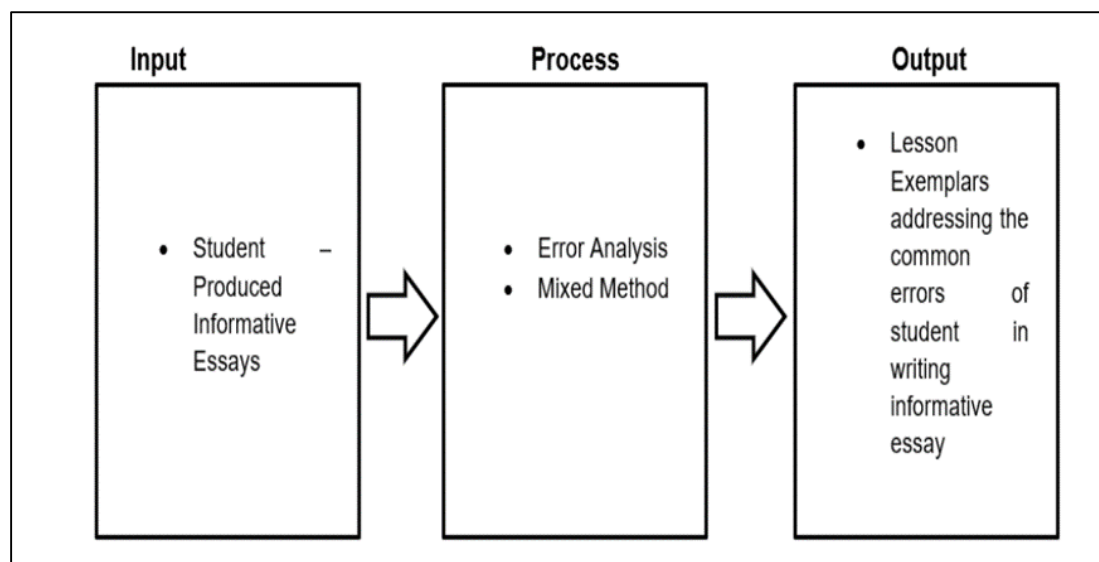 Input
Process
Output
• Student –
Produced
Informative
Essays
• Error Analysis
• Mixed Method
• Lesson
Exemplars
addressing the
common
errors of
student in
writing
informative
essay